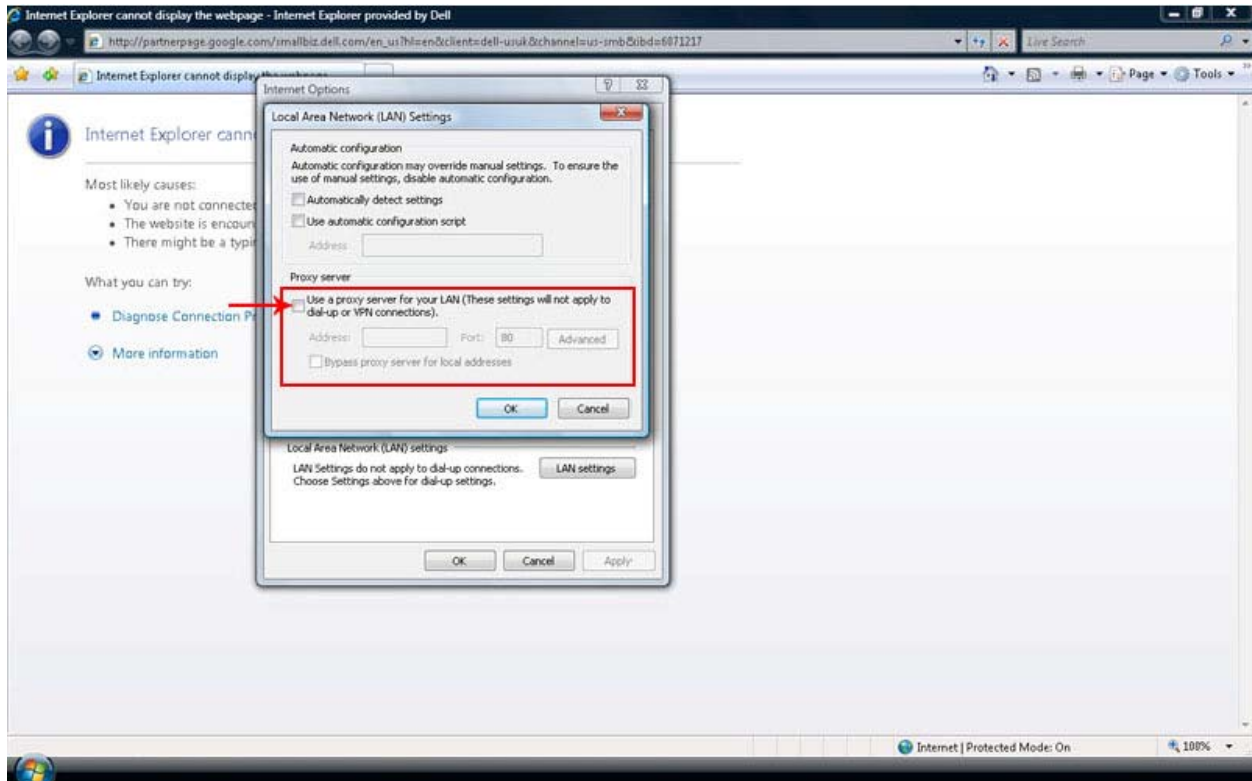 Internet Explorer cannot display the webpage - Internet Explorer provided by Dell
http://partnerpage.google.com/smallbiz.dell.com/en_us?hl=en&client=dell-usuk&channel=us-smb&ibd=6071217
Live Search
Internet Explorer cannot display the webpage
Page
Tools
Internet Options
Local Area Network (LAN) Settings
Internet Explorer cann
Automatic configuration
Automatic configuration may override manual settings. To ensure the
use of manual settings, disable automatic configuration.
Most likely causes:
You are not connected
Automatically detect settings
The website is encoun
Use automatic configuration script
There might be a typin
Address
What you can try:
Proxy server
Use a proxy server for your LAN (These settings will not apply to
dial-up or VPN connections).
Diagnose Connection Pr
Address:
Port:
80
Advanced
More information
Bypass proxy server for local addresses
OK
Cancel
Local Area Network (LAN) settings
LAN Settings do not apply to dial-up connections.
Choose Settings above for dial-up settings.
LAN settings
OK
Cancel
Apply
Internet | Protected Mode: On
100%